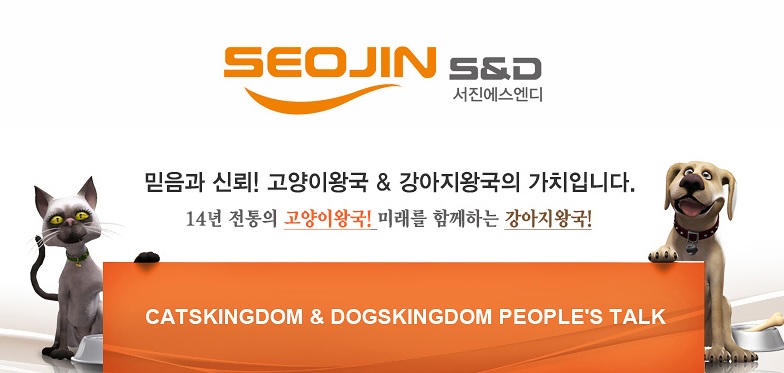 SEOJIN S&D
서진에스엔디
믿음과 신뢰! 고양이왕국 & 강아지왕국의 가치입니다.
14년 전통의 고양이왕국! 미래를 함께하는 강아지왕국!
CATSKINGDOM & DOGSKINGDOM PEOPLE'S TALK